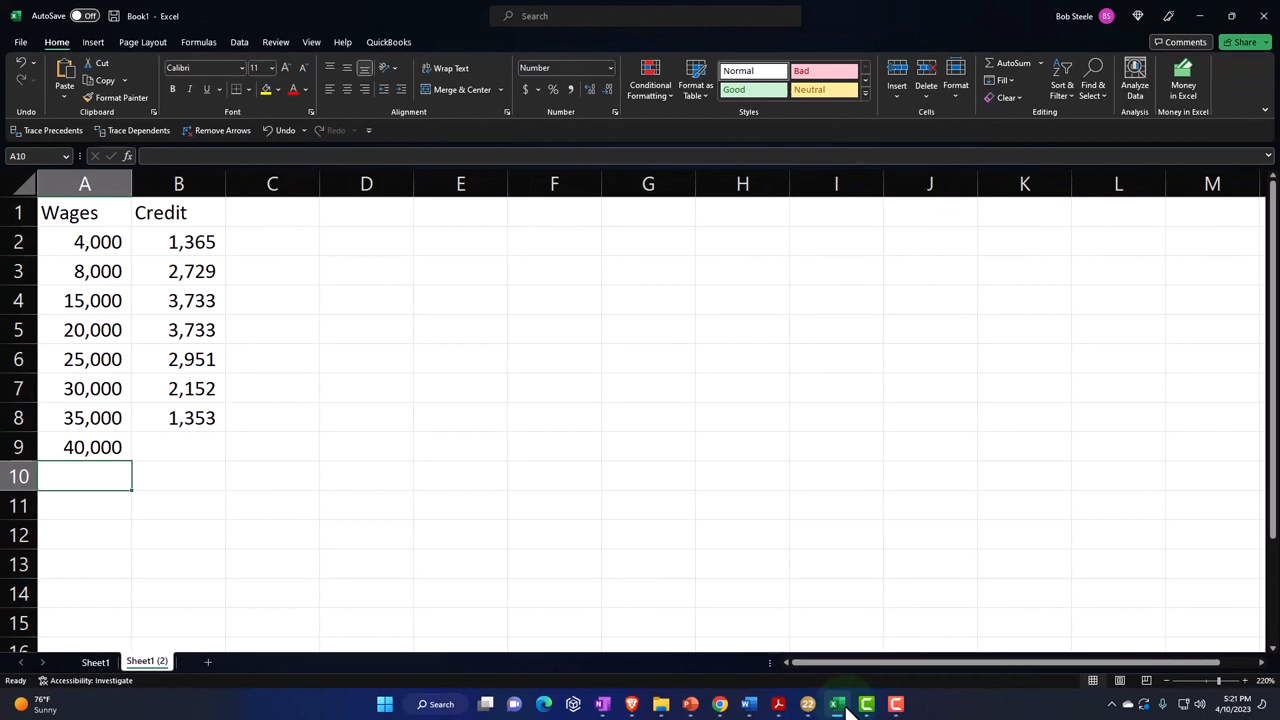 AutoSave Off Book1 - Excel Search Bob Steele BS
File Home Insert Page Layout Formulas Data Review View Help QuickBooks Comments Share
Paste Cut Copy Format Painter Calibri 11 Wrap Text Merge & Center Number Conditional Formatting Format as Table Normal Bad Good Neutral Insert Delete Format AutoSum Fill Clear Sort & Filter Find & Select Analyze Data Money in Excel
Undo Clipboard Font Alignment Number Styles Cells Editing Analysis Money in Excel
Trace Precedents Trace Dependents Remove Arrows Undo Redo
A10 fx
A B C D E F G H I J K L M
1 Wages Credit
2 4,000 1,365
3 8,000 2,729
4 15,000 3,733
5 20,000 3,733
6 25,000 2,951
7 30,000 2,152
8 35,000 1,353
9 40,000
10
11
12
13
14
15
16
Sheet1 Sheet1 (2)
Ready Accessibility: Investigate 220%
76°F Sunny Search 22 5:21 PM 4/10/2023